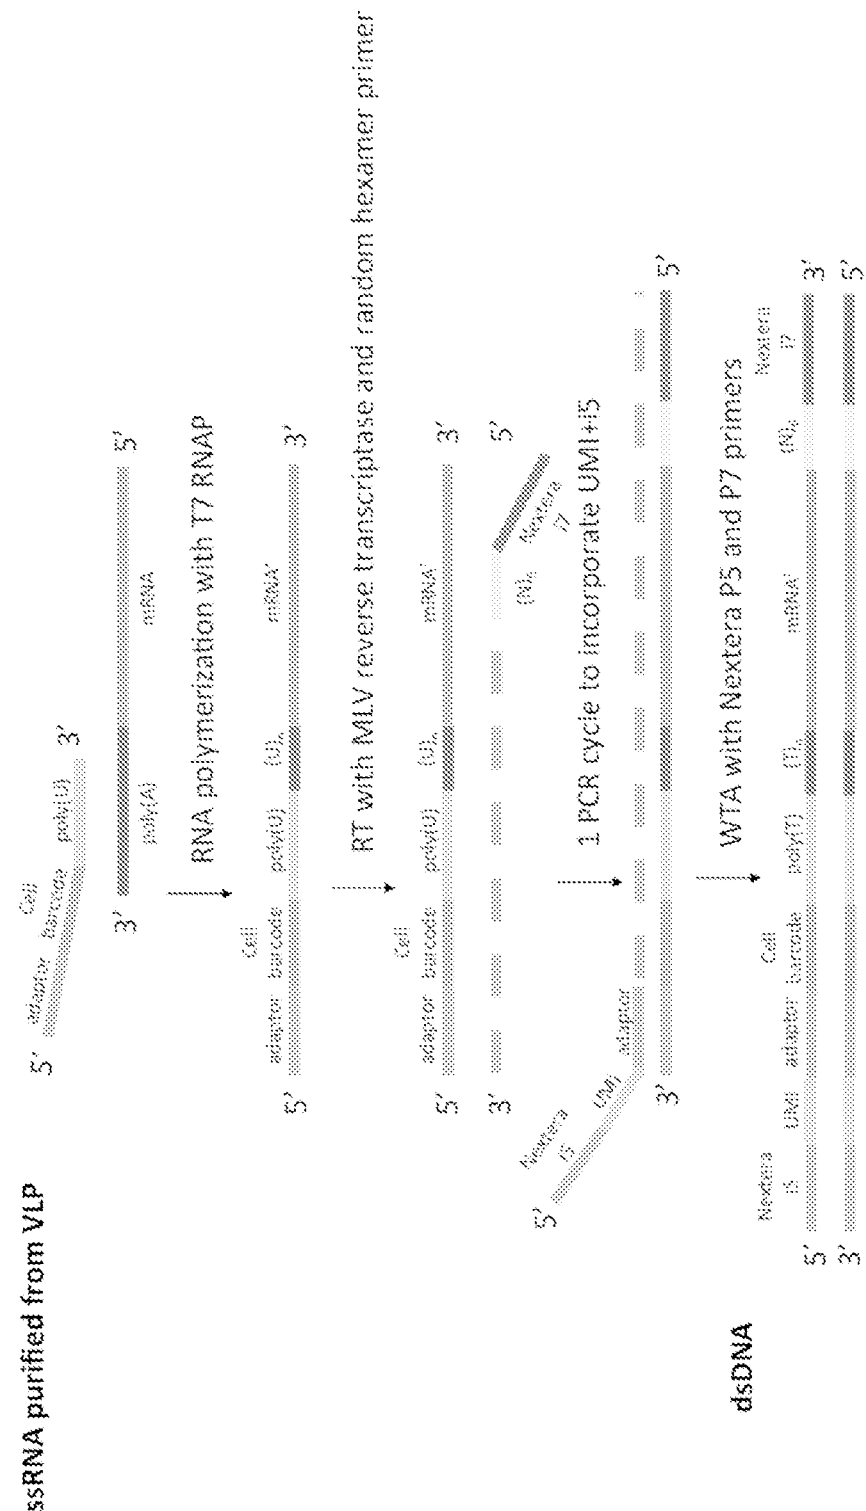 ssRNA purified from VLP
5'
adaptor
Cell
barcode
poly(U)
3'
3'
poly(A)
mRNA
5'
RNA polymerization with T7 RNAP
Cell
adaptor barcode poly(U) (U)ₙ mRNA'
5' 3'
RT with MLV reverse transcriptase and random hexamer primer
Cell
adaptor barcode poly(U) (U)ₙ mRNA'
5' 3'
3' 5'
(N)₆
Nextera
i7
1 PCR cycle to incorporate UMI+i5
5'
Nextera
i5
UMI
adaptor
3' 5'
WTA with Nextera P5 and P7 primers
dsDNA
Nextera
i5
UMI
adaptor
Cell
barcode
poly(T)
(T)ₙ
mRNA'
(N)₆
Nextera
i7
5' 3'
3' 5'